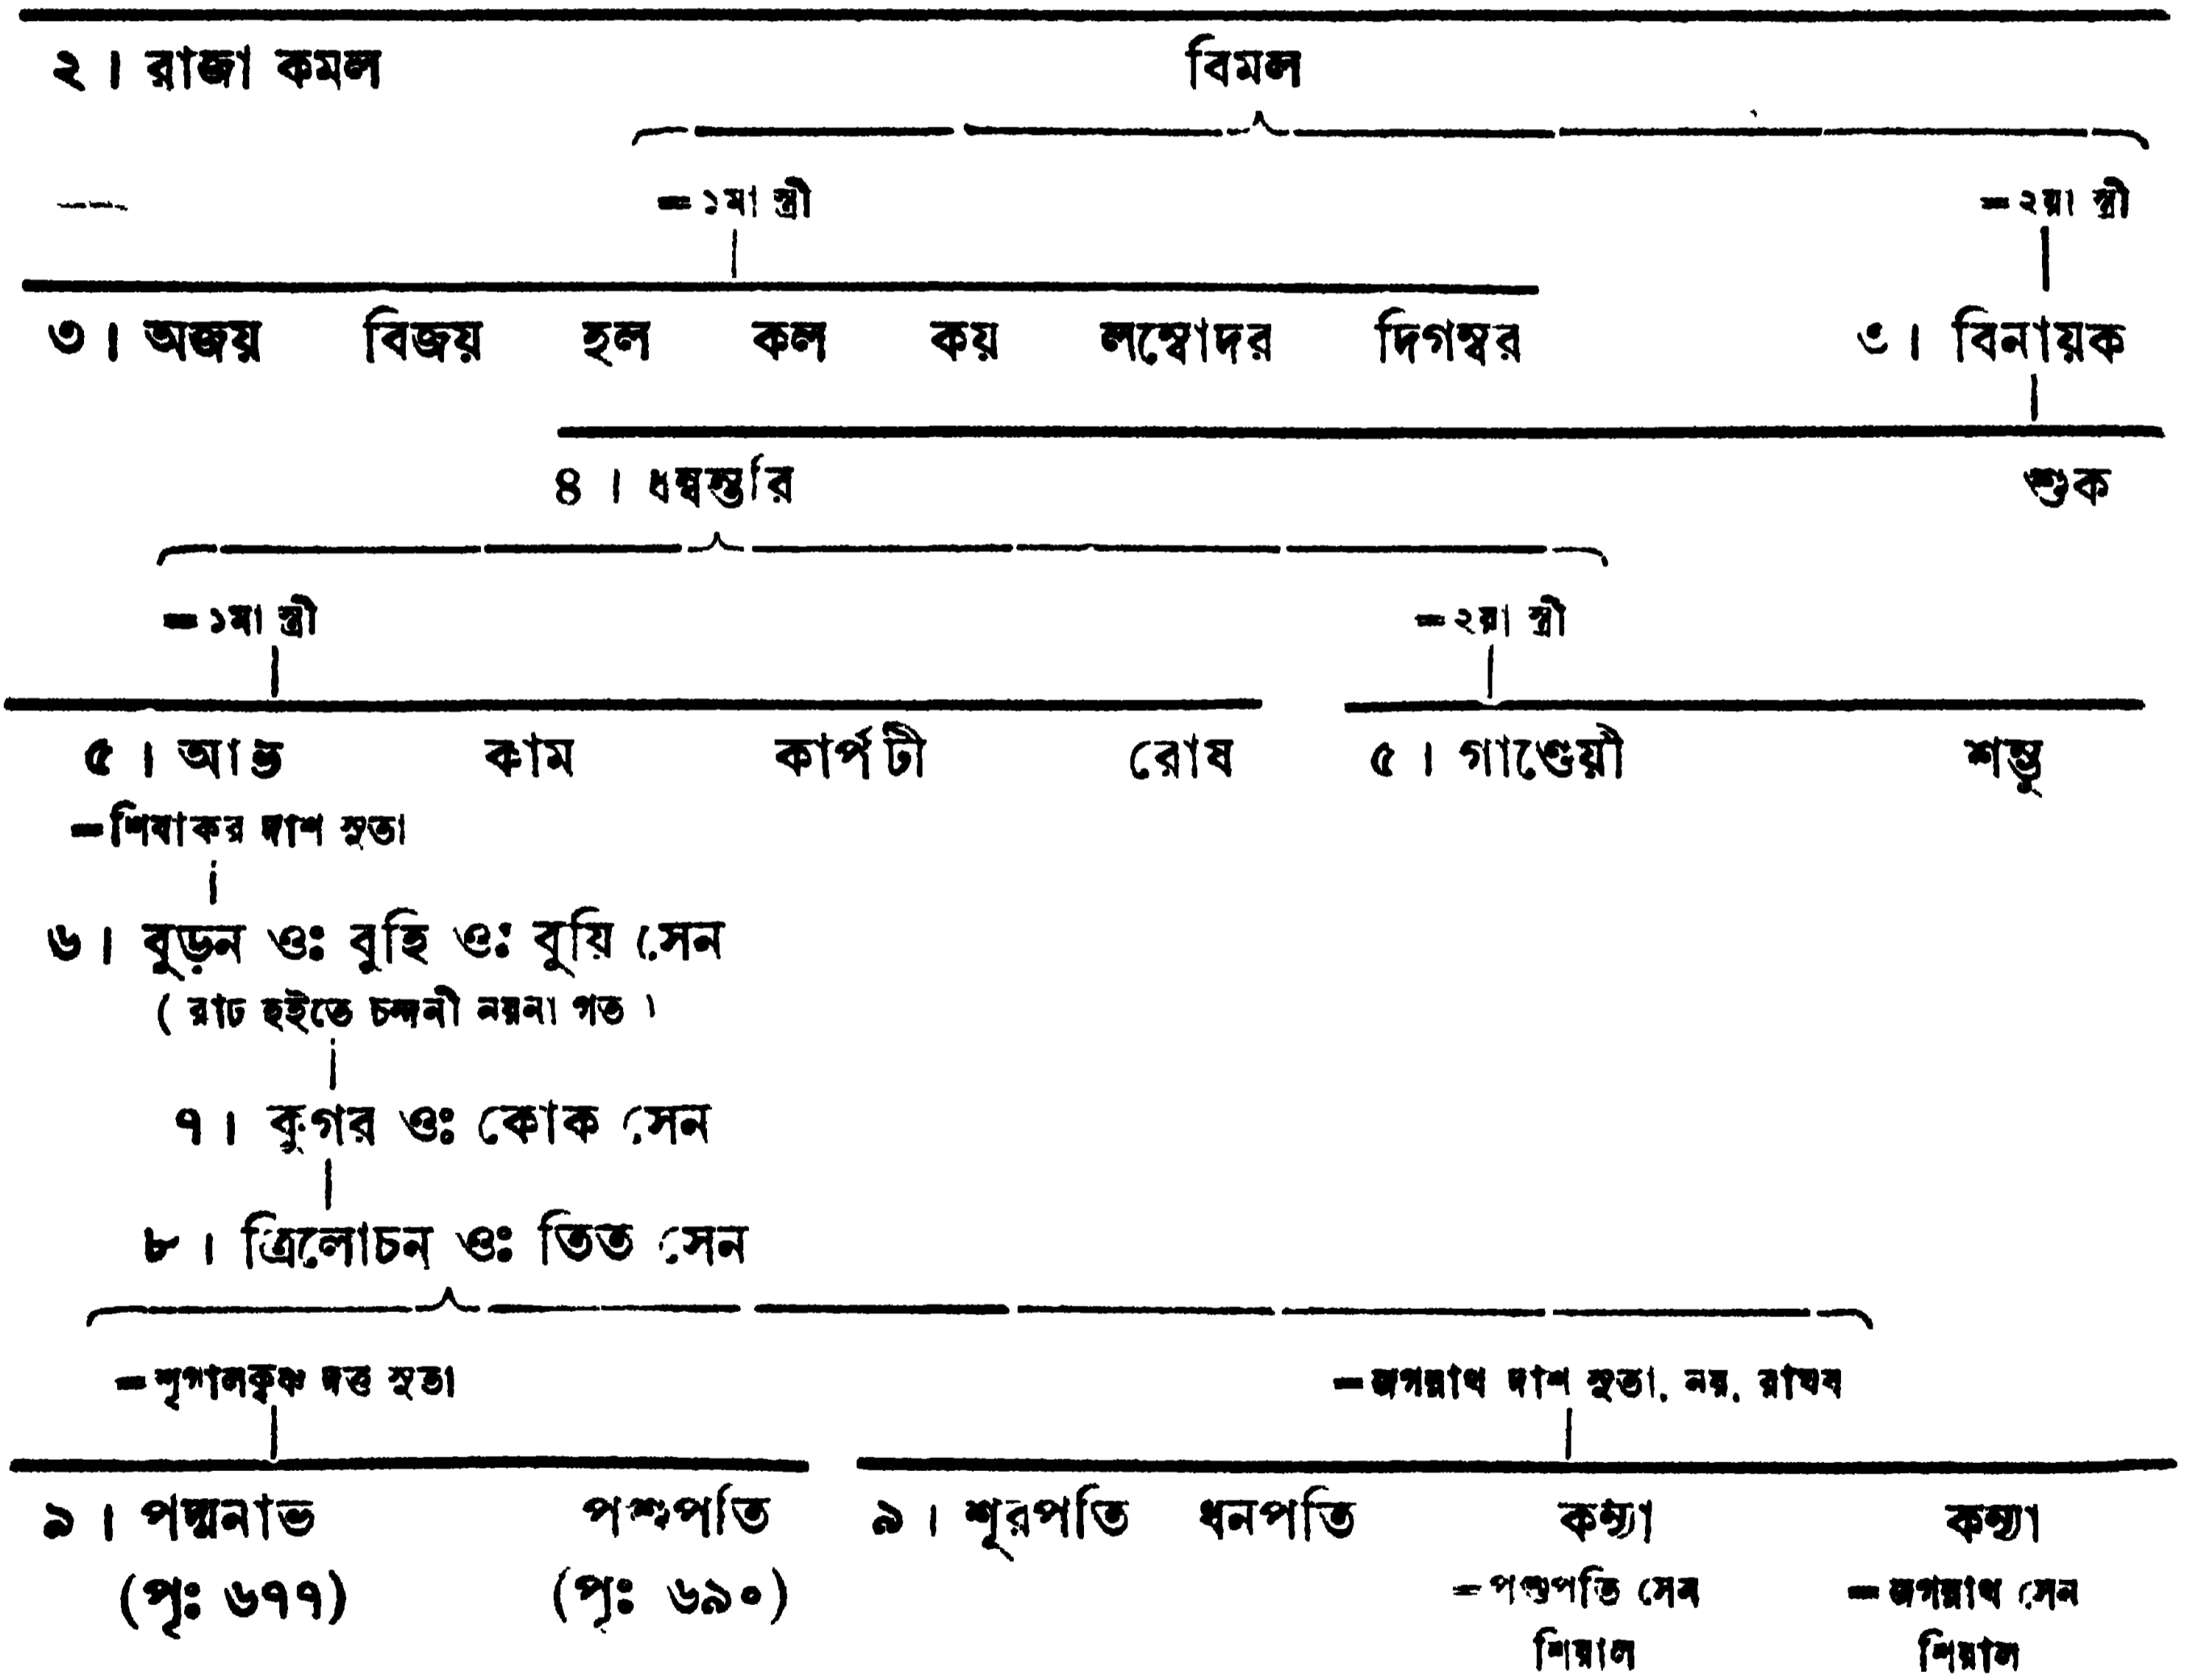 ২। রাজা কমল বিমল
=১মা স্ত্রী =২য়া স্ত্রী
৩। অজয় বিজয় হল কল কয় লম্বোদর দিগম্বর ৩। বিনায়ক
৪। ধন্বন্তরি শুক
=১মা স্ত্রী =২য়া স্ত্রী
৫। আভ কাম কার্পটী রোষ ৫। গাণ্ডেয়ী শম্ভু
=শিবাকর দাশ সুতা
৬। বুড়ন ওঃ বুহি ওঃ বুয়ি সেন
(রাঢ় হইতে চন্দনী নয়না গত)
৭। কুগর ওঃ কোক সেন
৮। ত্রিলোচন ওঃ তিত সেন
=শৃগালকৃষ্ণ দত্ত সুতা =জগন্নাথ দাশ সুতা, নয়, রাঘব
৯। পদ্মনাভ পশুপতি ৯। শূরপতি ধনপতি কন্যা কন্যা
(পৃঃ ৬৭৭) (পৃঃ ৬৯০) =পশুপতি সেন =জগন্নাথ সেন
শিয়াল শিয়াল